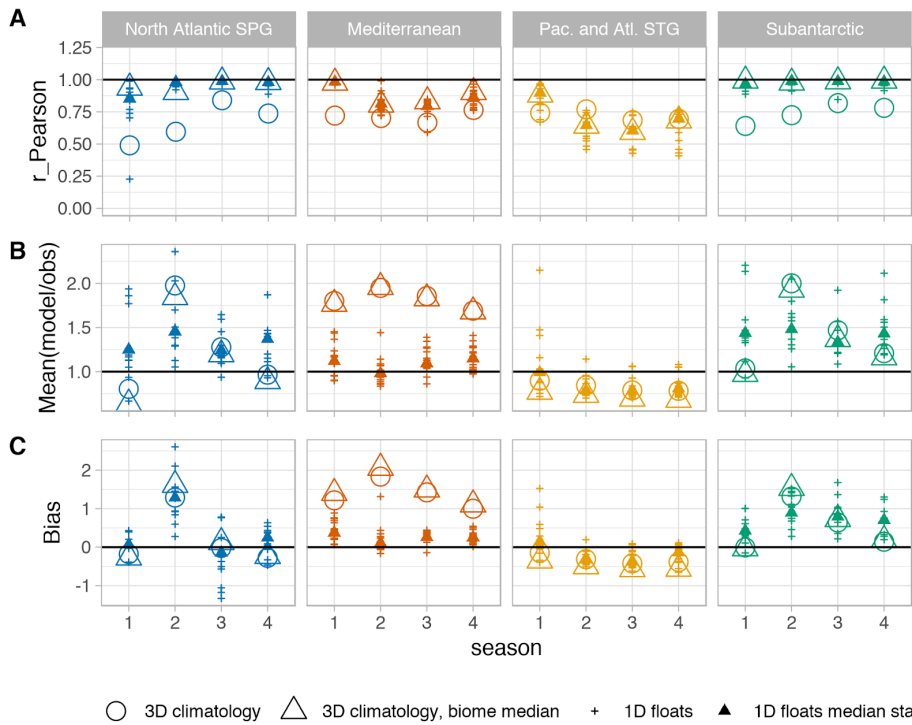 A
North Atlantic SPG
Mediterranean
Pac. and Atl. STG
Subantarctic
r_Pearson
1.25
1.00
0.75
0.50
0.25
0.00
B
Mean(model/obs)
2.0
1.5
1.0
C
Bias
2
1
0
-1
1 2 3 4
1 2 3 4
1 2 3 4
1 2 3 4
season
3D climatology
3D climatology, biome median
1D floats
1D floats median sta